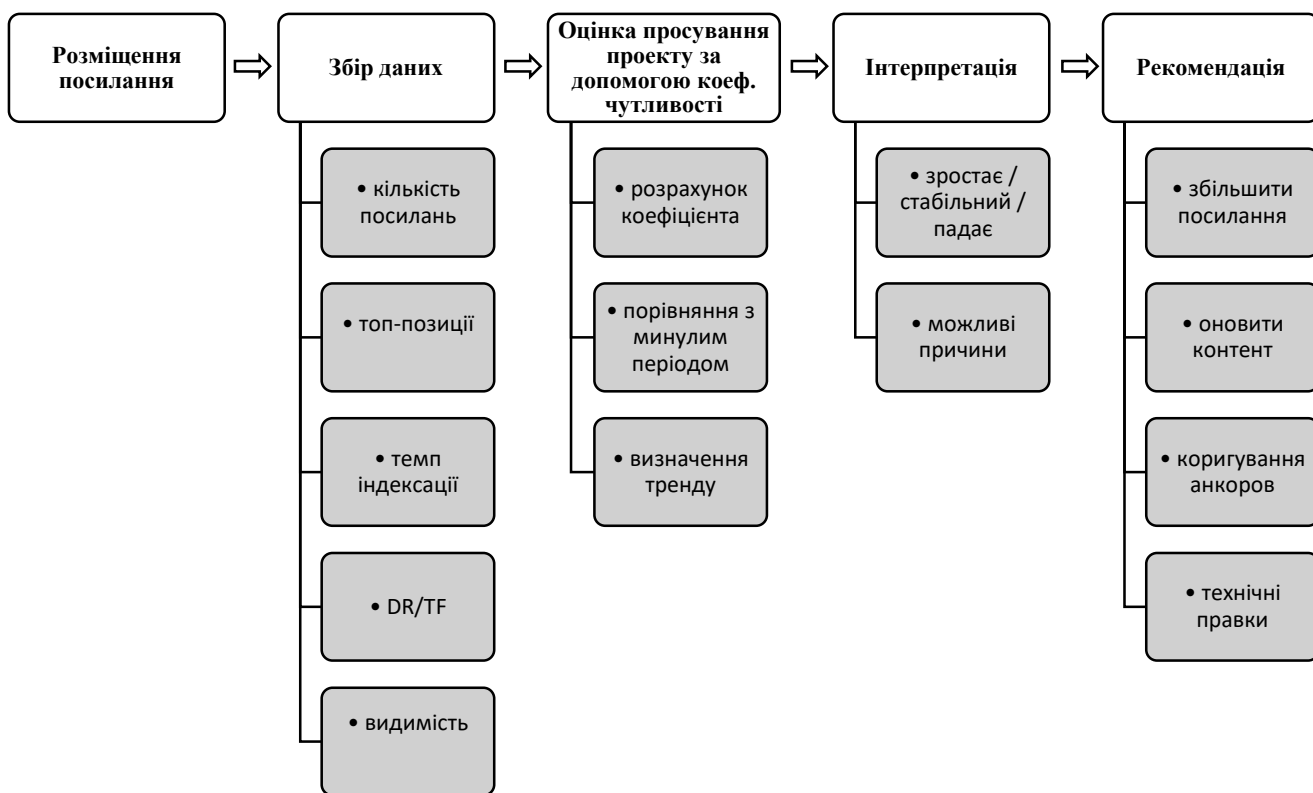 Розміщення
посилання
Збір даних
• кількість
посилань
• топ-позиції
• темп
індексації
• DR/TF
• видимість
Оцінка просування
проекту за
допомогою коеф.
чутливості
• розрахунок
коефіцієнта
• порівняння з
минулим
періодом
• визначення
тренду
Інтерпретація
• зростає /
стабільний /
падає
• можливі
причини
Рекомендація
• збільшити
посилання
• оновити
контент
• коригування
анкоров
• технічні
правки